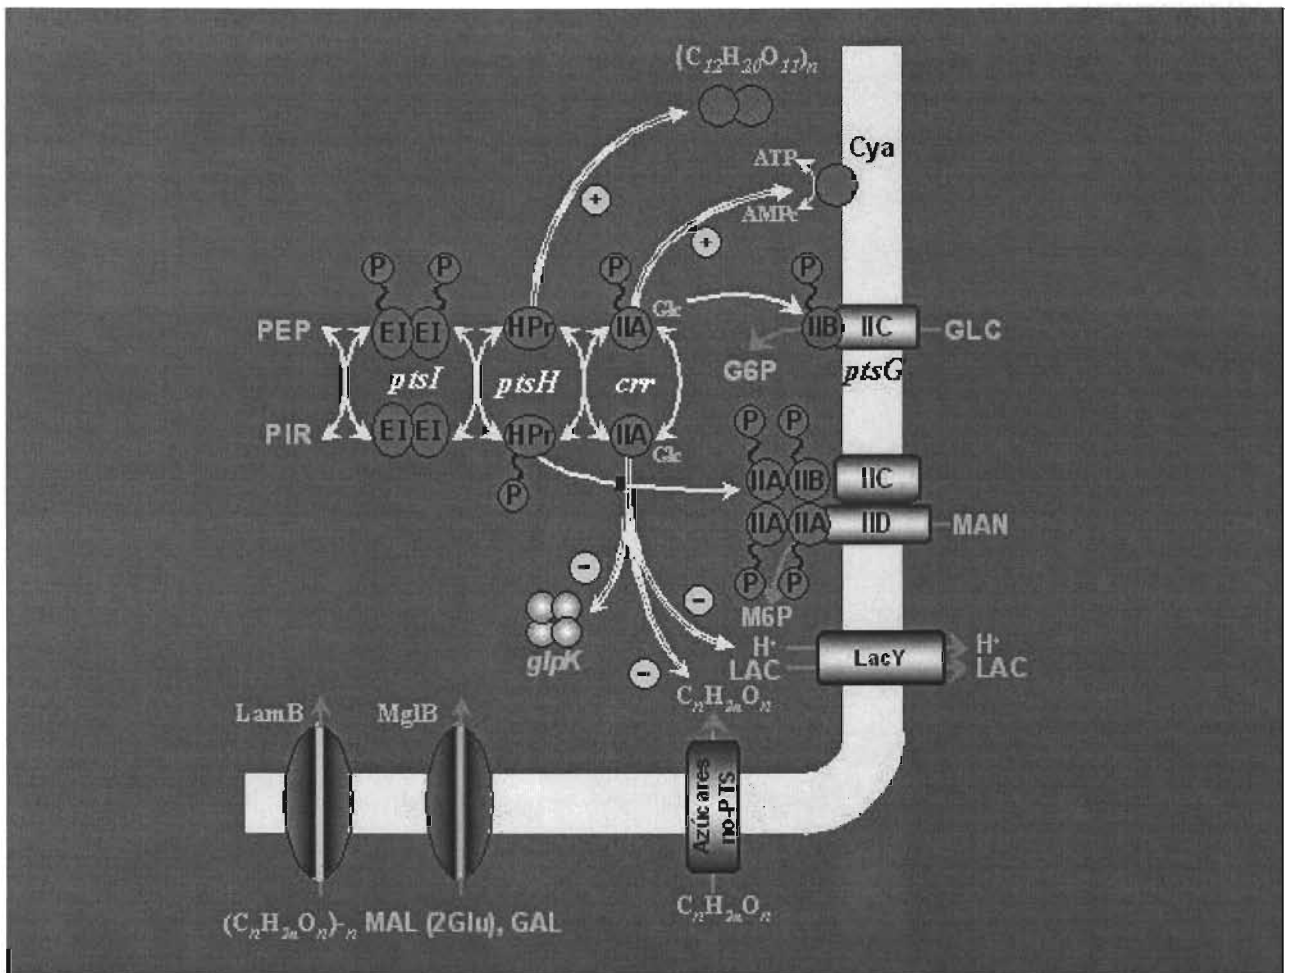 (C12H20O11)n
Cya
ATP
AMPc
P P P P
PEP EI EI HPr IIA Glc IIB IIC GLC
G6P
ptsI ptsH crr ptsG
PIR EI EI HPr IIA Glc
P
P P
IIA IIB IIC
IIA IIA IID MAN
P P
M6P
glpK
H+ LacY H+
LAC LAC
CnH2nOn
LamB MglB
Azúcares
no-PTS
(CnH2nOn)-n MAL (2Glu), GAL
CnH2nOn
+
+
-
-
-